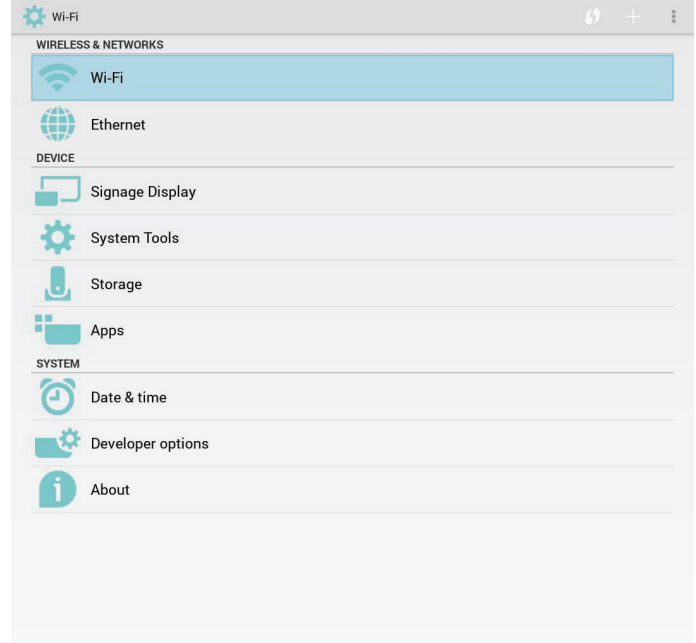 Wi-Fi
WIRELESS & NETWORKS
Wi-Fi
Ethernet
DEVICE
Signage Display
System Tools
Storage
Apps
SYSTEM
Date & time
Developer options
About